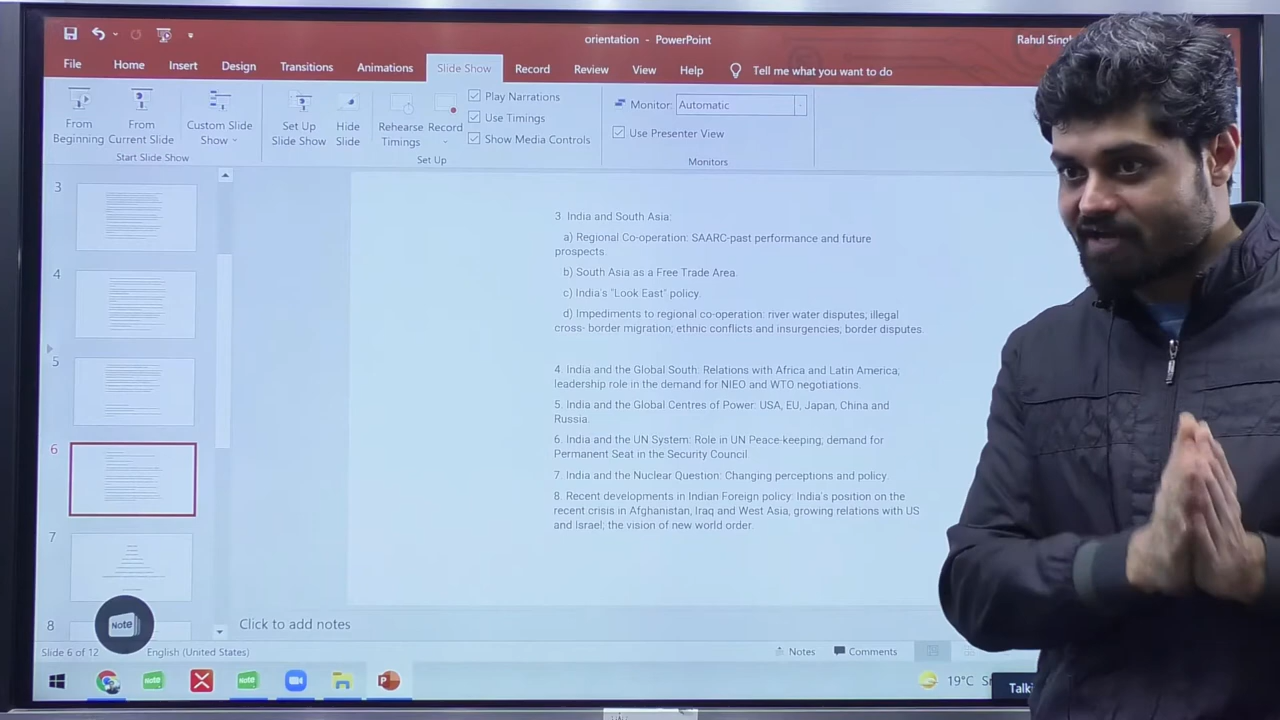 orientation - PowerPoint
Rahul Singh
File Home Insert Design Transitions Animations Slide Show Record Review View Help Tell me what you want to do
From Beginning
From Current Slide
Custom Slide Show
Start Slide Show
Set Up Slide Show
Hide Slide
Rehearse Timings
Record
Play Narrations
Use Timings
Show Media Controls
Set Up
Monitor: Automatic
Use Presenter View
Monitors
3
4
5
6
7
8
3. India and South Asia:
a) Regional Co-operation: SAARC-past performance and future
prospects.
b) South Asia as a Free Trade Area.
c) India's "Look East" policy.
d) Impediments to regional co-operation: river water disputes; illegal
cross- border migration; ethnic conflicts and insurgencies; border disputes.
4. India and the Global South: Relations with Africa and Latin America;
leadership role in the demand for NIEO and WTO negotiations.
5. India and the Global Centres of Power: USA, EU, Japan, China and
Russia.
6. India and the UN System: Role in UN Peace-keeping; demand for
Permanent Seat in the Security Council.
7. India and the Nuclear Question: Changing perceptions and policy.
8. Recent developments in Indian Foreign policy: India's position on the
recent crisis in Afghanistan, Iraq and West Asia, growing relations with US
and Israel; the vision of new world order.
Note
Click to add notes
Slide 6 of 12 English (United States) Notes Comments
Note Note 19°C